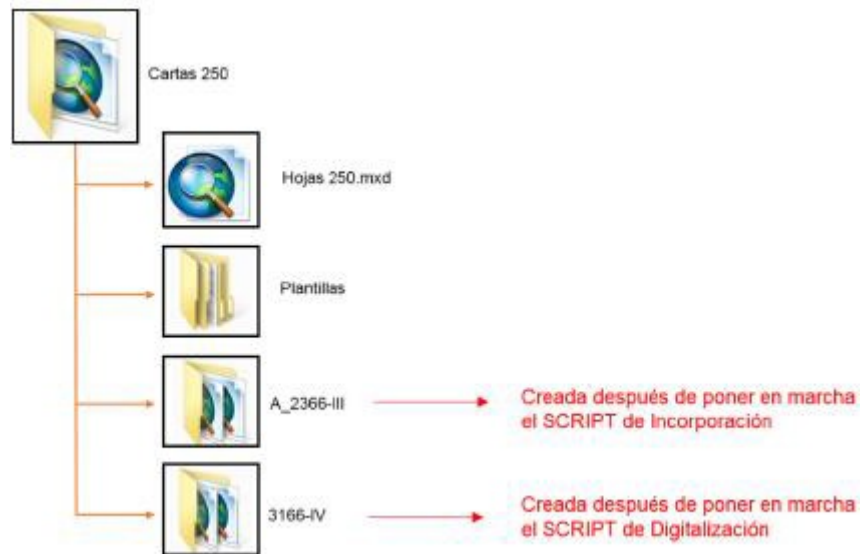 Cartas 250
Hojas 250.mxd
Plantillas
A_2366-III
Creada después de poner en marcha
el SCRIPT de Incorporación
3166-IV
Creada después de poner en marcha
el SCRIPT de Digitalización